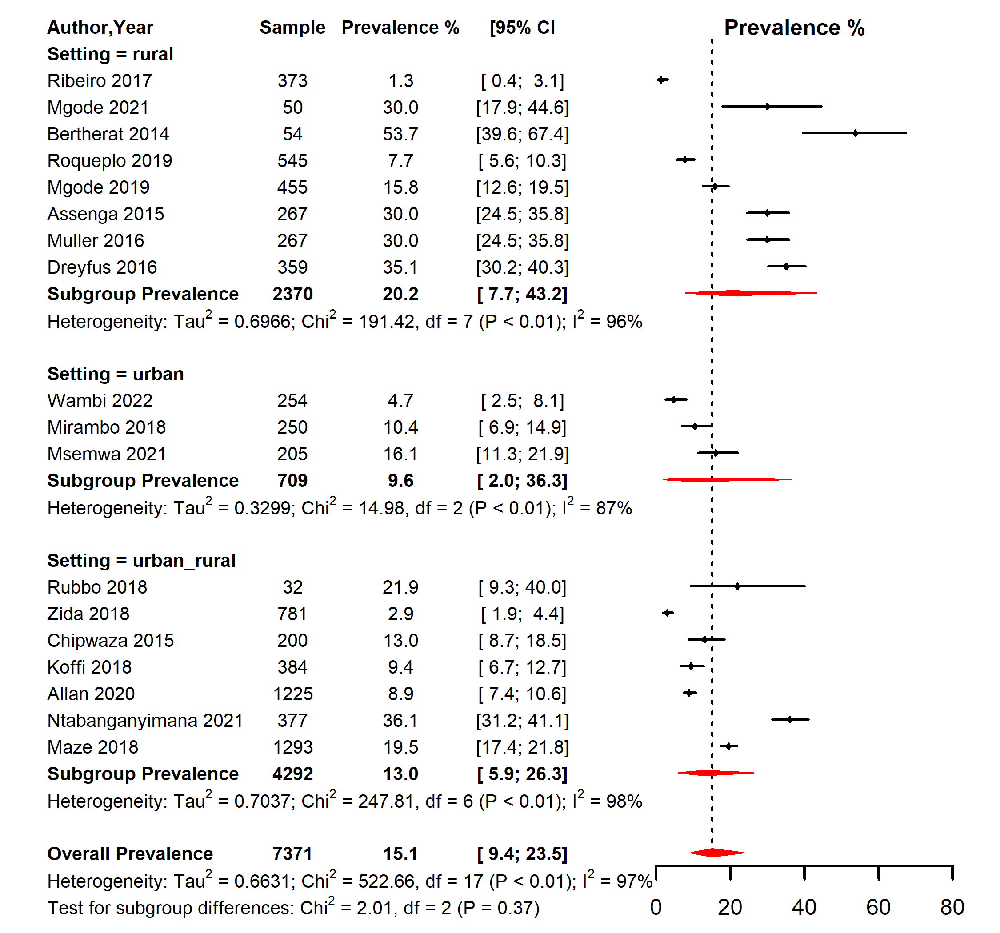 Author,Year Sample Prevalence % [95% CI Prevalence %
Setting = rural
Ribeiro 2017 373 1.3 [ 0.4; 3.1]
Mgode 2021 50 30.0 [17.9; 44.6]
Bertherat 2014 54 53.7 [39.6; 67.4]
Roqueplo 2019 545 7.7 [ 5.6; 10.3]
Mgode 2019 455 15.8 [12.6; 19.5]
Assenga 2015 267 30.0 [24.5; 35.8]
Muller 2016 267 30.0 [24.5; 35.8]
Dreyfus 2016 359 35.1 [30.2; 40.3]
Subgroup Prevalence 2370 20.2 [ 7.7; 43.2]
Heterogeneity: Tau² = 0.6966; Chi² = 191.42, df = 7 (P < 0.01); I² = 96%
Setting = urban
Wambi 2022 254 4.7 [ 2.5; 8.1]
Mirambo 2018 250 10.4 [ 6.9; 14.9]
Msemwa 2021 205 16.1 [11.3; 21.9]
Subgroup Prevalence 709 9.6 [ 2.0; 36.3]
Heterogeneity: Tau² = 0.3299; Chi² = 14.98, df = 2 (P < 0.01); I² = 87%
Setting = urban_rural
Rubbo 2018 32 21.9 [ 9.3; 40.0]
Zida 2018 781 2.9 [ 1.9; 4.4]
Chipwaza 2015 200 13.0 [ 8.7; 18.5]
Koffi 2018 384 9.4 [ 6.7; 12.7]
Allan 2020 1225 8.9 [ 7.4; 10.6]
Ntabanganyimana 2021 377 36.1 [31.2; 41.1]
Maze 2018 1293 19.5 [17.4; 21.8]
Subgroup Prevalence 4292 13.0 [ 5.9; 26.3]
Heterogeneity: Tau² = 0.7037; Chi² = 247.81, df = 6 (P < 0.01); I² = 98%
Overall Prevalence 7371 15.1 [ 9.4; 23.5]
Heterogeneity: Tau² = 0.6631; Chi² = 522.66, df = 17 (P < 0.01); I² = 97%
Test for subgroup differences: Chi² = 2.01, df = 2 (P = 0.37)
0 20 40 60 80